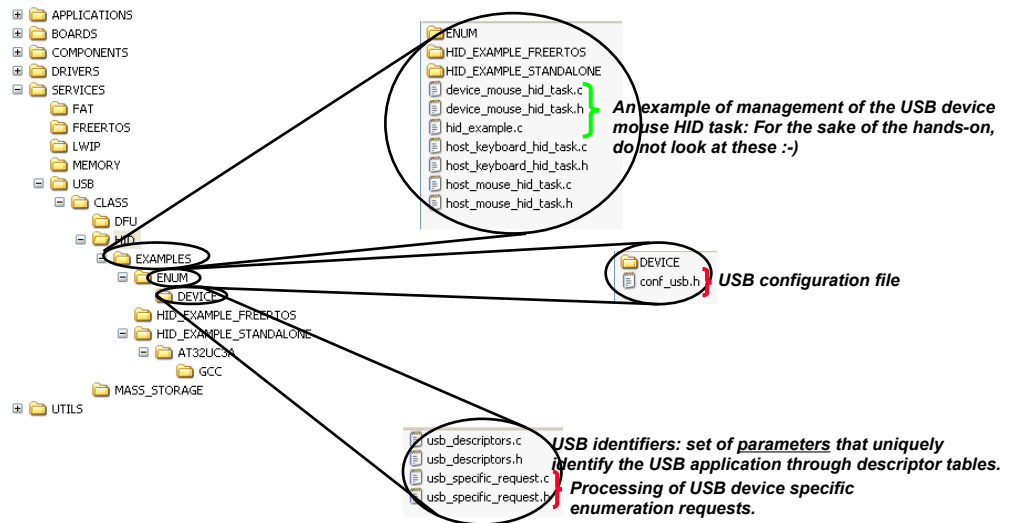 APPLICATIONS
BOARDS
COMPONENTS
DRIVERS
SERVICES
FAT
FREERTOS
LWIP
MEMORY
USB
CLASS
DFU
HID
EXAMPLES
ENUM
DEVICE
HID_EXAMPLE_FREERTOS
HID_EXAMPLE_STANDALONE
AT32UC3A
GCC
MASS_STORAGE
UTILS
ENUM
HID_EXAMPLE_FREERTOS
HID_EXAMPLE_STANDALONE
device_mouse_hid_task.c
device_mouse_hid_task.h
hid_example.c
host_keyboard_hid_task.c
host_keyboard_hid_task.h
host_mouse_hid_task.c
host_mouse_hid_task.h
An example of management of the USB device
mouse HID task: For the sake of the hands-on,
do not look at these :-)
DEVICE
conf_usb.h
USB configuration file
usb_descriptors.c
usb_descriptors.h
usb_specific_request.c
usb_specific_request.h
USB identifiers: set of parameters that uniquely
identify the USB application through descriptor tables.
Processing of USB device specific
enumeration requests.